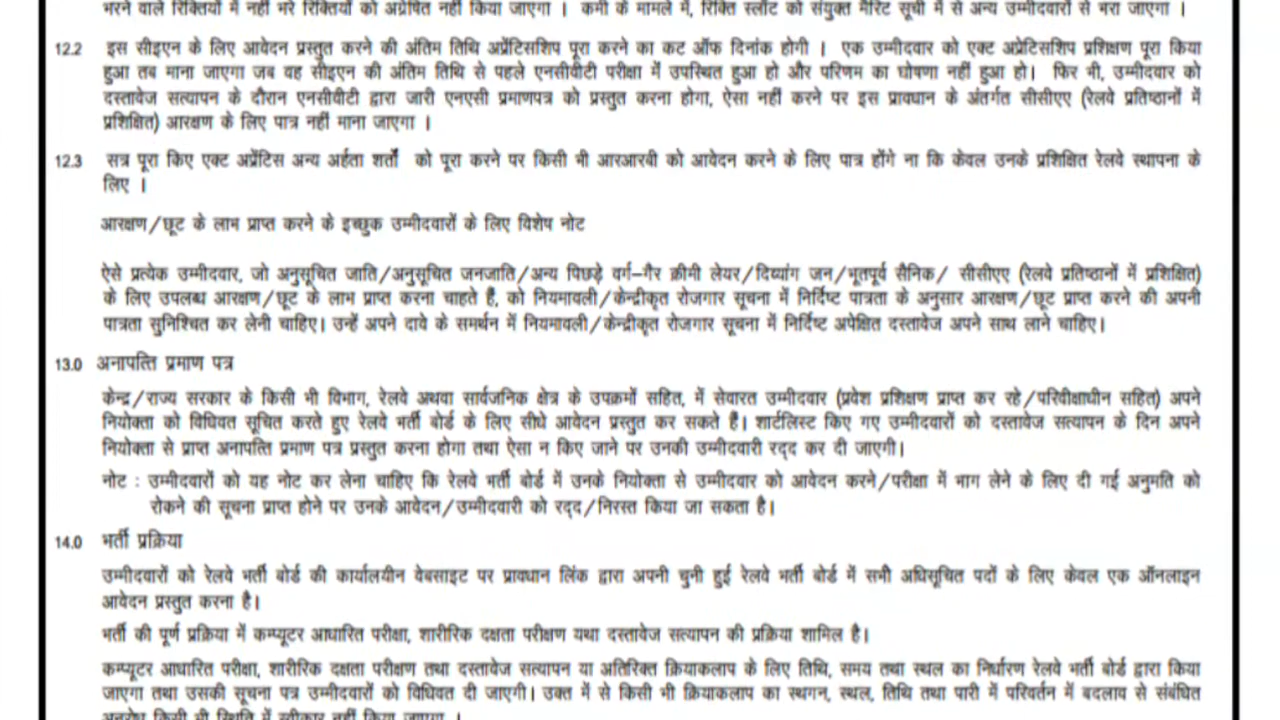 भरने वाले रिक्तियों में नहीं भरे रिक्तियों को अग्रेषित नहीं किया जाएगा । कमी के मामले में, रिक्ति स्लॉट को संयुक्त मैरिट सूची में से अन्य उम्मीदवारों से भरा जाएगा ।
12.2 इस सीइएन के लिए आवेदन प्रस्तुत करने की अंतिम तिथि अप्रेंटिसशिप पूरा करने का कट ऑफ दिनांक होगी । एक उम्मीदवार को एक्ट अप्रेटिसशिप प्रशिक्षण पूरा किया
हुआ तब माना जाएगा जब वह सीइएन की अंतिम तिथि से पहले एनसीवीटी परीक्षा में उपस्थित हुआ हो और परिणम का घोषणा नहीं हुआ हो। फिर भी, उम्मीदवार को
दस्तावेज सत्यापन के दौरान एनसीवीटी द्वारा जारी एनएसी प्रमाणपत्र को प्रस्तुत करना होगा, ऐसा नहीं करने पर इस प्रावधान के अंतर्गत सीसीएए (रेलवे प्रतिष्ठानों में
प्रशिक्षित) आरक्षण के लिए पात्र नहीं माना जाएगा ।
12.3 सत्र पूरा किए एक्ट अप्रेंटिस अन्य अर्हता शर्तों को पूरा करने पर किसी भी आरआरबी को आवेदन करने के लिए पात्र होंगे ना कि केवल उनके प्रशिक्षित रेलवे स्थापना के
लिए ।
आरक्षण/छूट के लाभ प्राप्त करने के इच्छुक उम्मीदवारों के लिए विशेष नोट
ऐसे प्रत्येक उम्मीदवार, जो अनुसूचित जाति/अनुसूचित जनजाति/अन्य पिछड़े वर्ग–गैर क्रीमी लेयर/दिव्यांग जन/भूतपूर्व सैनिक/ सीसीएए (रेलवे प्रतिष्ठानों में प्रशिक्षित)
के लिए उपलब्ध आरक्षण/छूट के लाभ प्राप्त करना चाहते हैं, को नियमावली/केन्द्रीकृत रोजगार सूचना में निर्दिष्ट पात्रता के अनुसार आरक्षण/छूट प्राप्त करने की अपनी
पात्रता सुनिश्चित कर लेनी चाहिए। उन्हें अपने दावे के समर्थन में नियमावली/केन्द्रीकृत रोजगार सूचना में निर्दिष्ट अपेक्षित दस्तावेज अपने साथ लाने चाहिए।
13.0 अनापत्ति प्रमाण पत्र
केन्द्र/राज्य सरकार के किसी भी विभाग, रेलवे अथवा सार्वजनिक क्षेत्र के उपक्रमों सहित, में सेवारत उम्मीदवार (प्रवेश प्रशिक्षण प्राप्त कर रहे/परिवीक्षाधीन सहित) अपने
नियोक्ता को विधिवत सूचित करते हुए रेलवे भर्ती बोर्ड के लिए सीधे आवेदन प्रस्तुत कर सकते हैं। शार्टलिस्ट किए गए उम्मीदवारों को दस्तावेज सत्यापन के दिन अपने
नियोक्ता से प्राप्त अनापत्ति प्रमाण पत्र प्रस्तुत करना होगा तथा ऐसा न किए जाने पर उनकी उम्मीदवारी रद्द कर दी जाएगी।
नोट : उम्मीदवारों को यह नोट कर लेना चाहिए कि रेलवे भर्ती बोर्ड में उनके नियोक्ता से उम्मीदवार को आवेदन करने/परीक्षा में भाग लेने के लिए दी गई अनुमति को
रोकने की सूचना प्राप्त होने पर उनके आवेदन/उम्मीदवारी को रद्द/निरस्त किया जा सकता है।
14.0 भर्ती प्रक्रिया
उम्मीदवारों को रेलवे भर्ती बोर्ड की कार्यालयीन वेबसाइट पर प्रावधान लिंक द्वारा अपनी चुनी हुई रेलवे भर्ती बोर्ड में सभी अधिसूचित पदों के लिए केवल एक ऑनलाइन
आवेदन प्रस्तुत करना है।
भर्ती की पूर्ण प्रक्रिया में कम्प्यूटर आधारित परीक्षा, शारीरिक दक्षता परीक्षण यथा दस्तावेज सत्यापन की प्रक्रिया शामिल है।
कम्प्यूटर आधारित परीक्षा, शारीरिक दक्षता परीक्षण तथा दस्तावेज सत्यापन या अतिरिक्त क्रियाकलाप के लिए तिथि, समय तथा स्थल का निर्धारण रेलवे भर्ती बोर्ड द्वारा किया
जाएगा तथा उसकी सूचना पत्र उम्मीदवारों को विधिवत दी जाएगी। उक्त में से किसी भी क्रियाकलाप का स्थगन, स्थल, तिथि तथा पारी में परिवर्तन में बदलाव से संबंधित
अनुरोध किसी भी स्थिति में स्वीकार नहीं किया जाएगा ।